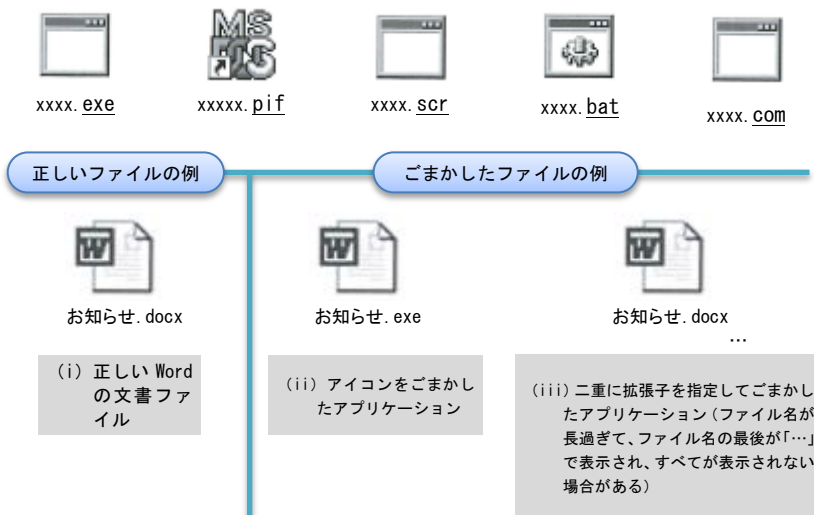 MS
DOS
xxxx.exe
xxxxx.pif
xxxx.scr
xxxx.bat
xxxx.com
正しいファイルの例
ごまかしたファイルの例
W
お知らせ.docx
(i) 正しい Word
の文書ファ
イル
W
お知らせ.exe
(ii) アイコンをごまかし
たアプリケーション
W
お知らせ.docx
…
(iii) 二重に拡張子を指定してごまかし
たアプリケーション(ファイル名が
長過ぎて、ファイル名の最後が「…」
で表示され、すべてが表示されない
場合がある)